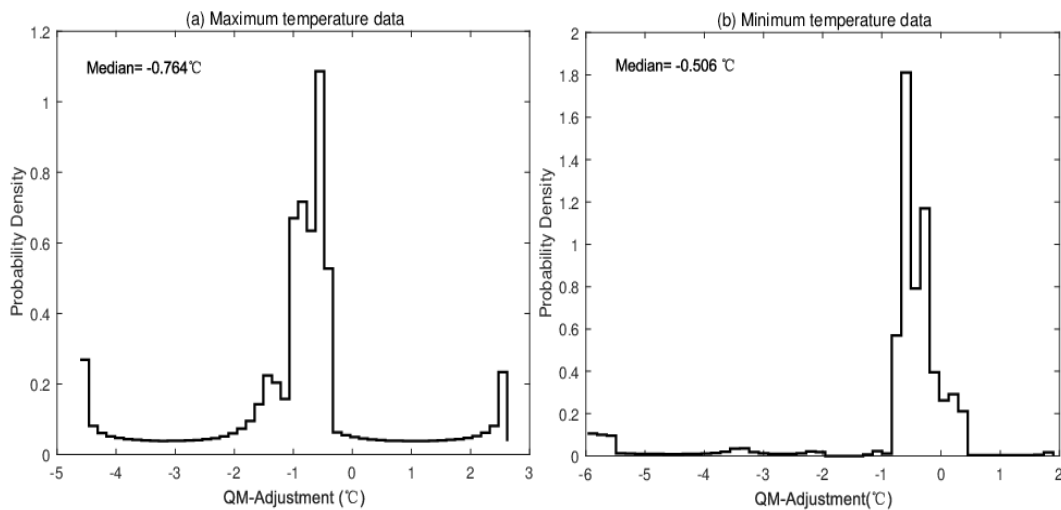 (a) Maximum temperature data
Median= -0.764℃
Probability Density
1.2
1
0.8
0.6
0.4
0.2
0
-5 -4 -3 -2 -1 0 1 2 3
QM-Adjustment (℃)
(b) Minimum temperature data
Median= -0.506 ℃
Probability Density
2
1.8
1.6
1.4
1.2
1
0.8
0.6
0.4
0.2
0
-6 -5 -4 -3 -2 -1 0 1 2
QM-Adjustment(℃)